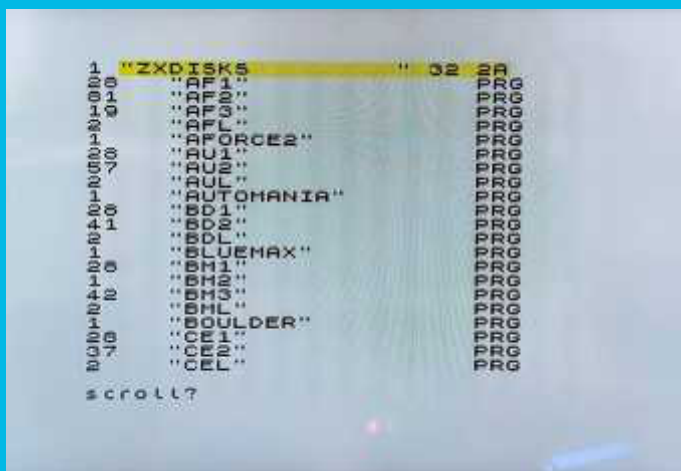 1 "ZXDISKS " 32 2A
28 "AF1" PRG
81 "AF2" PRG
19 "AF3" PRG
2 "AFL" PRG
1 "AFORCE2" PRG
28 "AU1" PRG
57 "AU2" PRG
2 "AUL" PRG
1 "AUTOMANIA" PRG
28 "BD1" PRG
41 "BD2" PRG
2 "BDL" PRG
1 "BLUEMAX" PRG
28 "BM1" PRG
1 "BM2" PRG
42 "BM3" PRG
2 "BML" PRG
1 "BOULDER" PRG
28 "CE1" PRG
37 "CE2" PRG
2 "CEL" PRG
scroll?